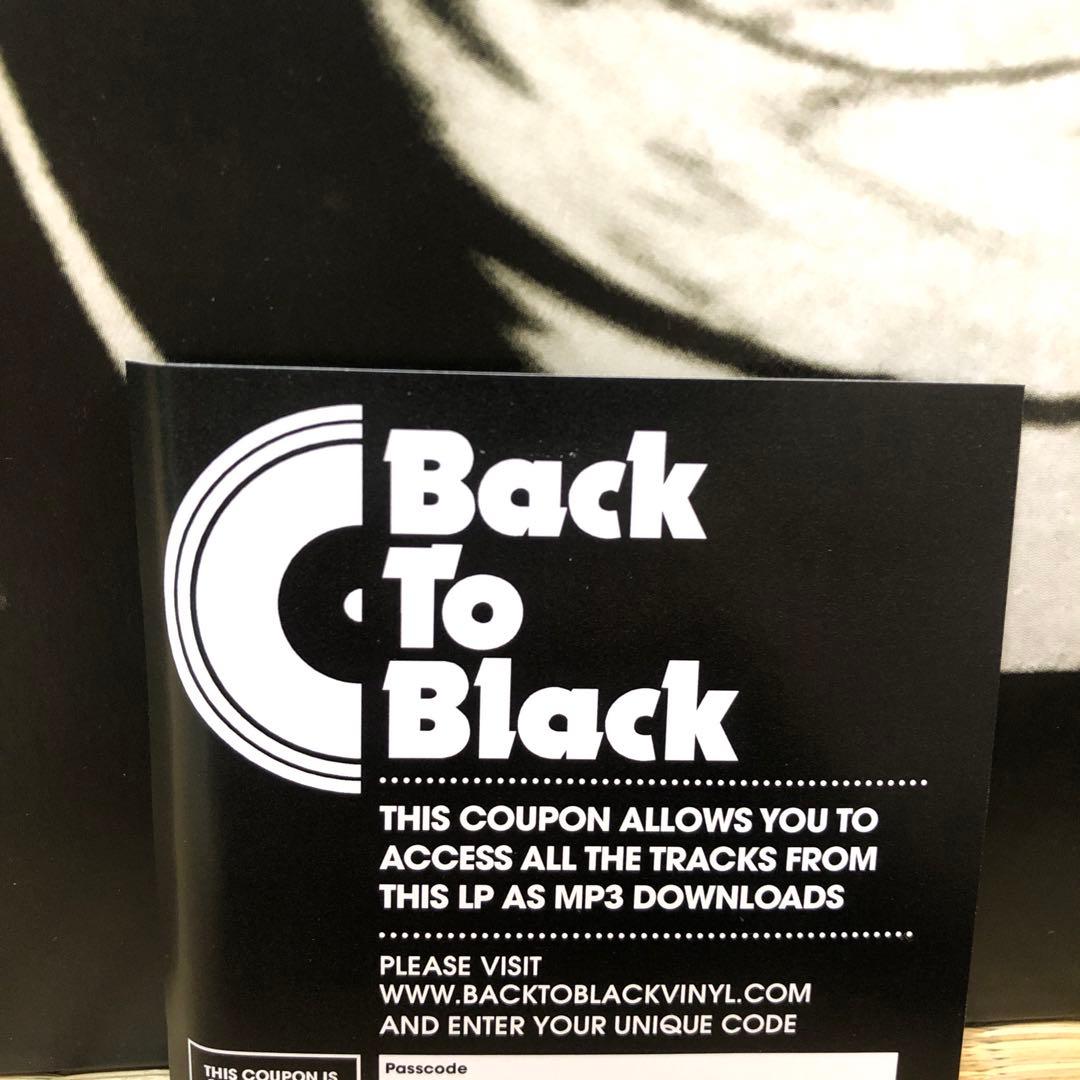 Back
To
Black
THIS COUPON ALLOWS YOU TO
ACCESS ALL THE TRACKS FROM
THIS LP AS MP3 DOWNLOADS
PLEASE VISIT
WWW.BACKTOBLACKVINYL.COM
AND ENTER YOUR UNIQUE CODE
Passcode
THIS COUPON IS